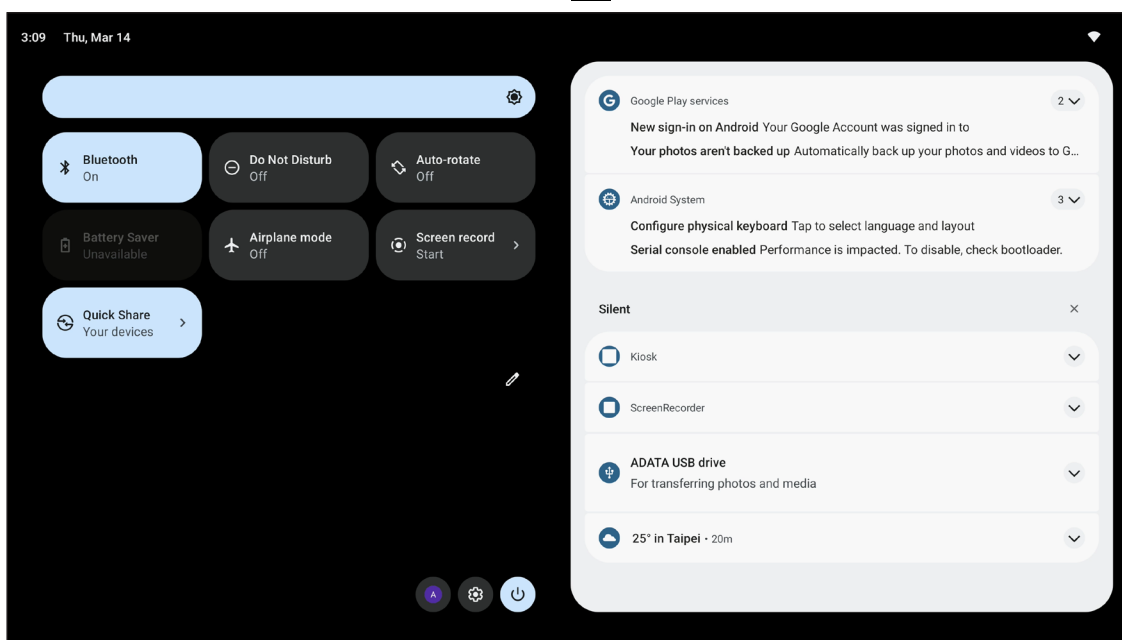 3:09 Thu, Mar 14
Bluetooth
On
Do Not Disturb
Off
Auto-rotate
Off
Battery Saver
Unavailable
Airplane mode
Off
Screen record
Start
Quick Share
Your devices
A
Google Play services
2
New sign-in on Android Your Google Account was signed in to
Your photos aren't backed up Automatically back up your photos and videos to G...
Android System
3
Configure physical keyboard Tap to select language and layout
Serial console enabled Performance is impacted. To disable, check bootloader.
Silent
Kiosk
ScreenRecorder
ADATA USB drive
For transferring photos and media
25° in Taipei • 20m